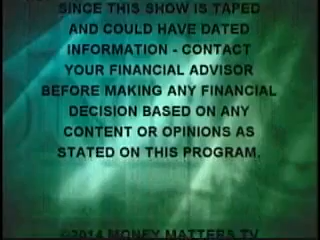 SINCE THIS SHOW IS TAPED
AND COULD HAVE DATED
INFORMATION - CONTACT
YOUR FINANCIAL ADVISOR
BEFORE MAKING ANY FINANCIAL
DECISION BASED ON ANY
CONTENT OR OPINIONS AS
STATED ON THIS PROGRAM.
©2014 MONEY MATTERS TV